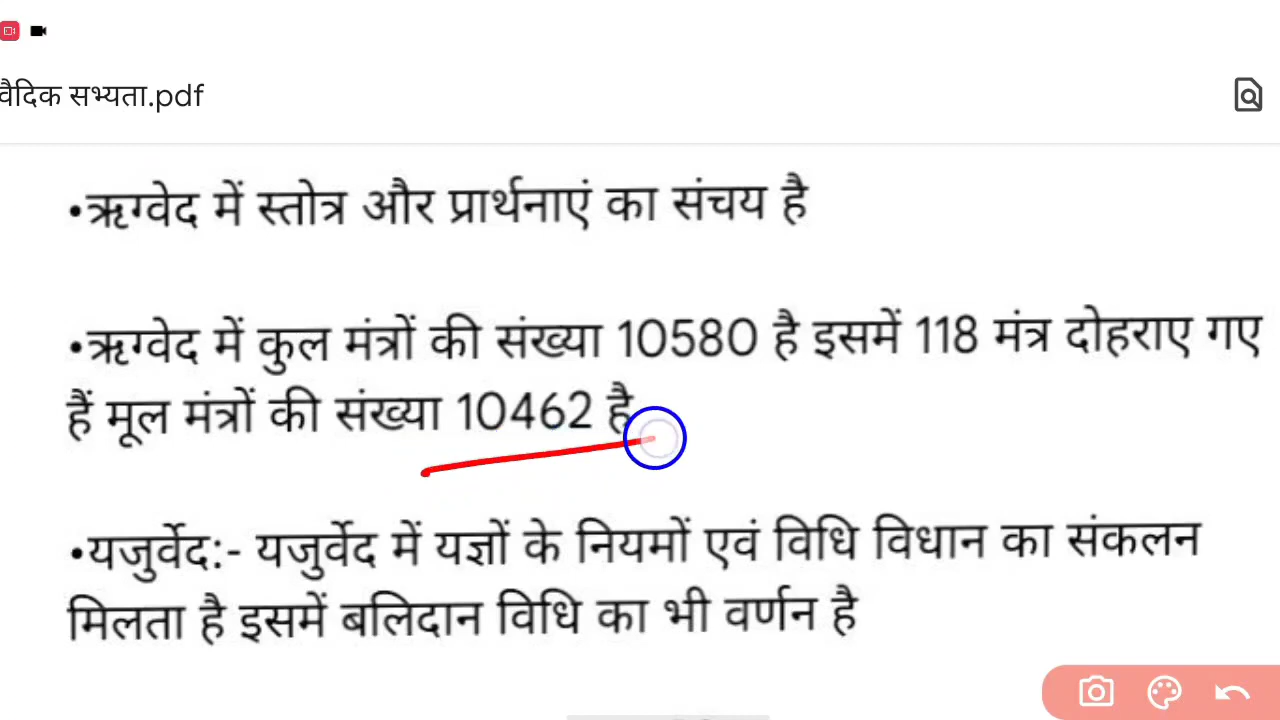 वैदिक सभ्यता.pdf
•ऋग्वेद में स्तोत्र और प्रार्थनाएं का संचय है
•ऋग्वेद में कुल मंत्रों की संख्या 10580 है इसमें 118 मंत्र दोहराए गए
हैं मूल मंत्रों की संख्या 10462 है
•यजुर्वेद:- यजुर्वेद में यज्ञों के नियमों एवं विधि विधान का संकलन
मिलता है इसमें बलिदान विधि का भी वर्णन है